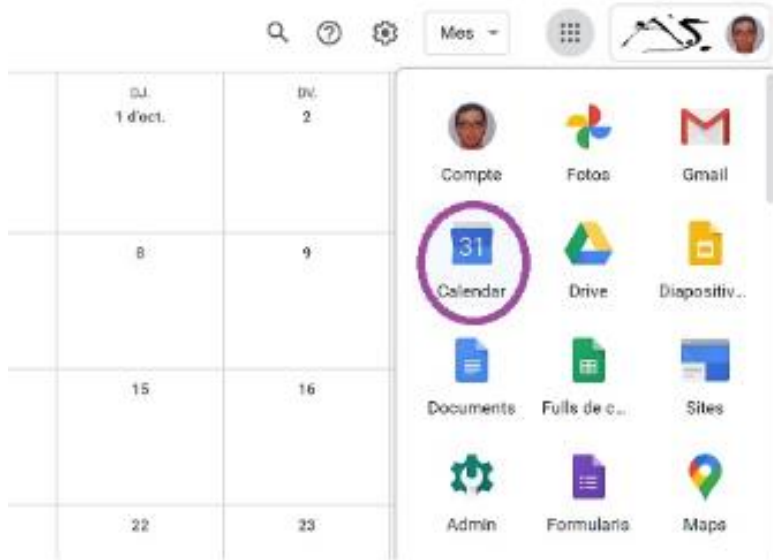 Mes
DJ. DV.
1 d'oct. 2
Compte Fotos Gmail
8 9
31
Calendar Drive Diapositiv...
15 16
Documents Fulls de c... Sites
22 23
Admin Formularis Maps